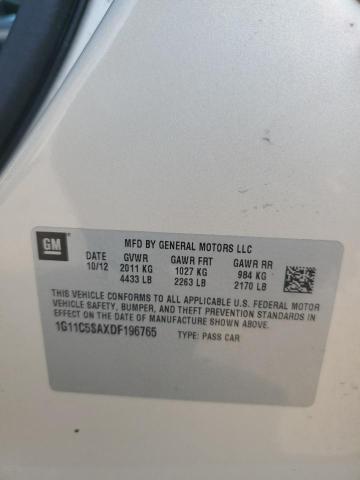 GM
MFD BY GENERAL MOTORS LLC
DATE GVWR GAWR FRT GAWR RR
10/12 2011 KG 1027 KG 984 KG
4433 LB 2263 LB 2170 LB
THIS VEHICLE CONFORMS TO ALL APPLICABLE U.S. FEDERAL MOTOR
VEHICLE SAFETY, BUMPER, AND THEFT PREVENTION STANDARDS IN
EFFECT ON THE DATE OF MANUFACTURE SHOWN ABOVE.
1G11C5SAXDF196765 TYPE: PASS CAR